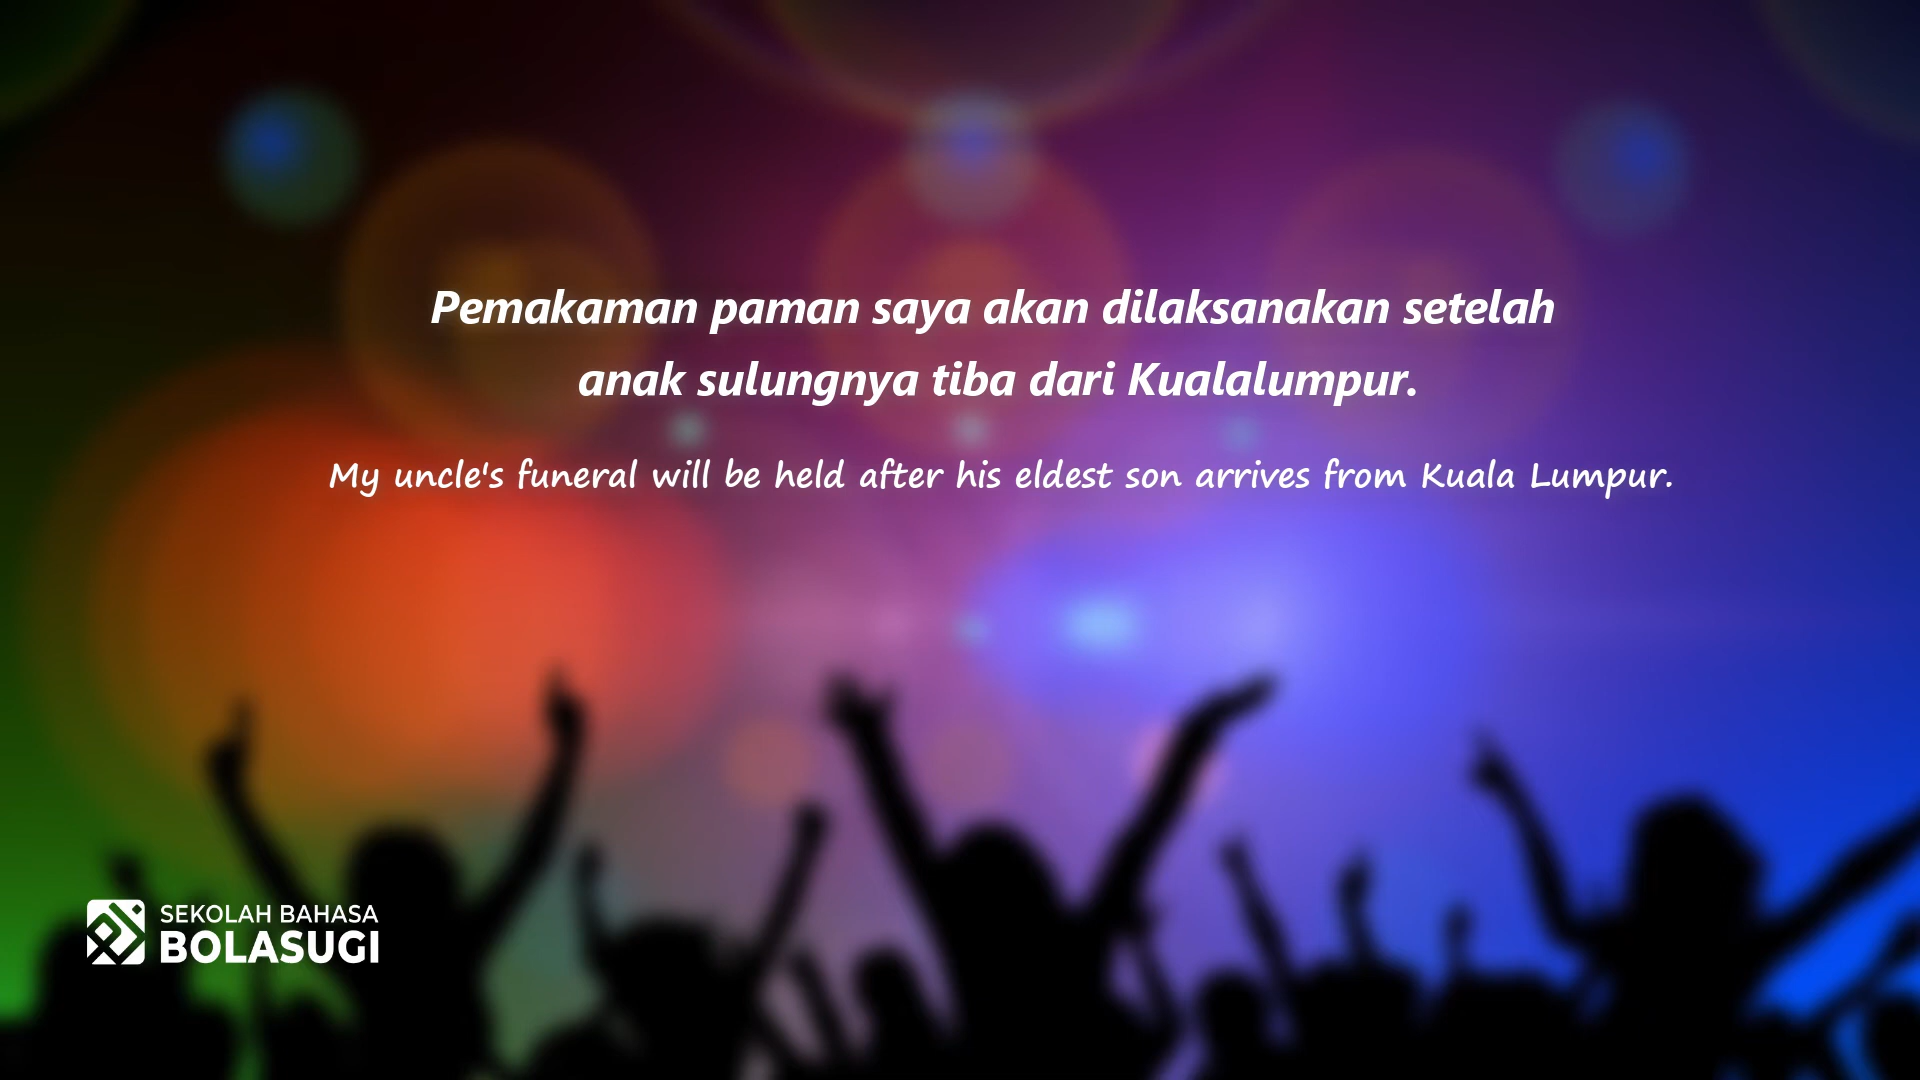 Pemakaman paman saya akan dilaksanakan setelah
anak sulungnya tiba dari Kualalumpur.
My uncle's funeral will be held after his eldest son arrives from Kuala Lumpur.
SEKOLAH BAHASA
BOLASUGI